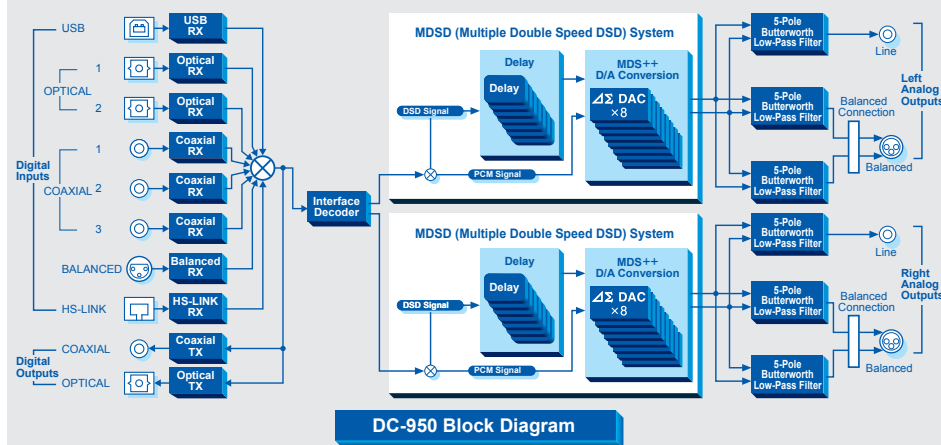 USB
USB
RX
1
Optical
RX
OPTICAL
2
Optical
RX
1
Coaxial
RX
Digital
Inputs
COAXIAL
2
Coaxial
RX
3
Coaxial
RX
BALANCED
Balanced
RX
HS-LINK
HS-LINK
RX
Digital
Outputs
COAXIAL
Coaxial
TX
OPTICAL
Optical
TX
Interface
Decoder
MDSD (Multiple Double Speed DSD) System
Delay
Delay
DSD Signal
PCM Signal
MDS++
D/A Conversion
⊿Σ DAC
×8
5-Pole
Butterworth
Low-Pass Filter
Line
5-Pole
Butterworth
Low-Pass Filter
Balanced
Connection
Left
Analog
Outputs
5-Pole
Butterworth
Low-Pass Filter
Balanced
MDSD (Multiple Double Speed DSD) System
Delay
Delay
DSD Signal
PCM Signal
MDS++
D/A Conversion
⊿Σ DAC
×8
5-Pole
Butterworth
Low-Pass Filter
Line
5-Pole
Butterworth
Low-Pass Filter
Balanced
Connection
Right
Analog
Outputs
5-Pole
Butterworth
Low-Pass Filter
Balanced
DC-950 Block Diagram